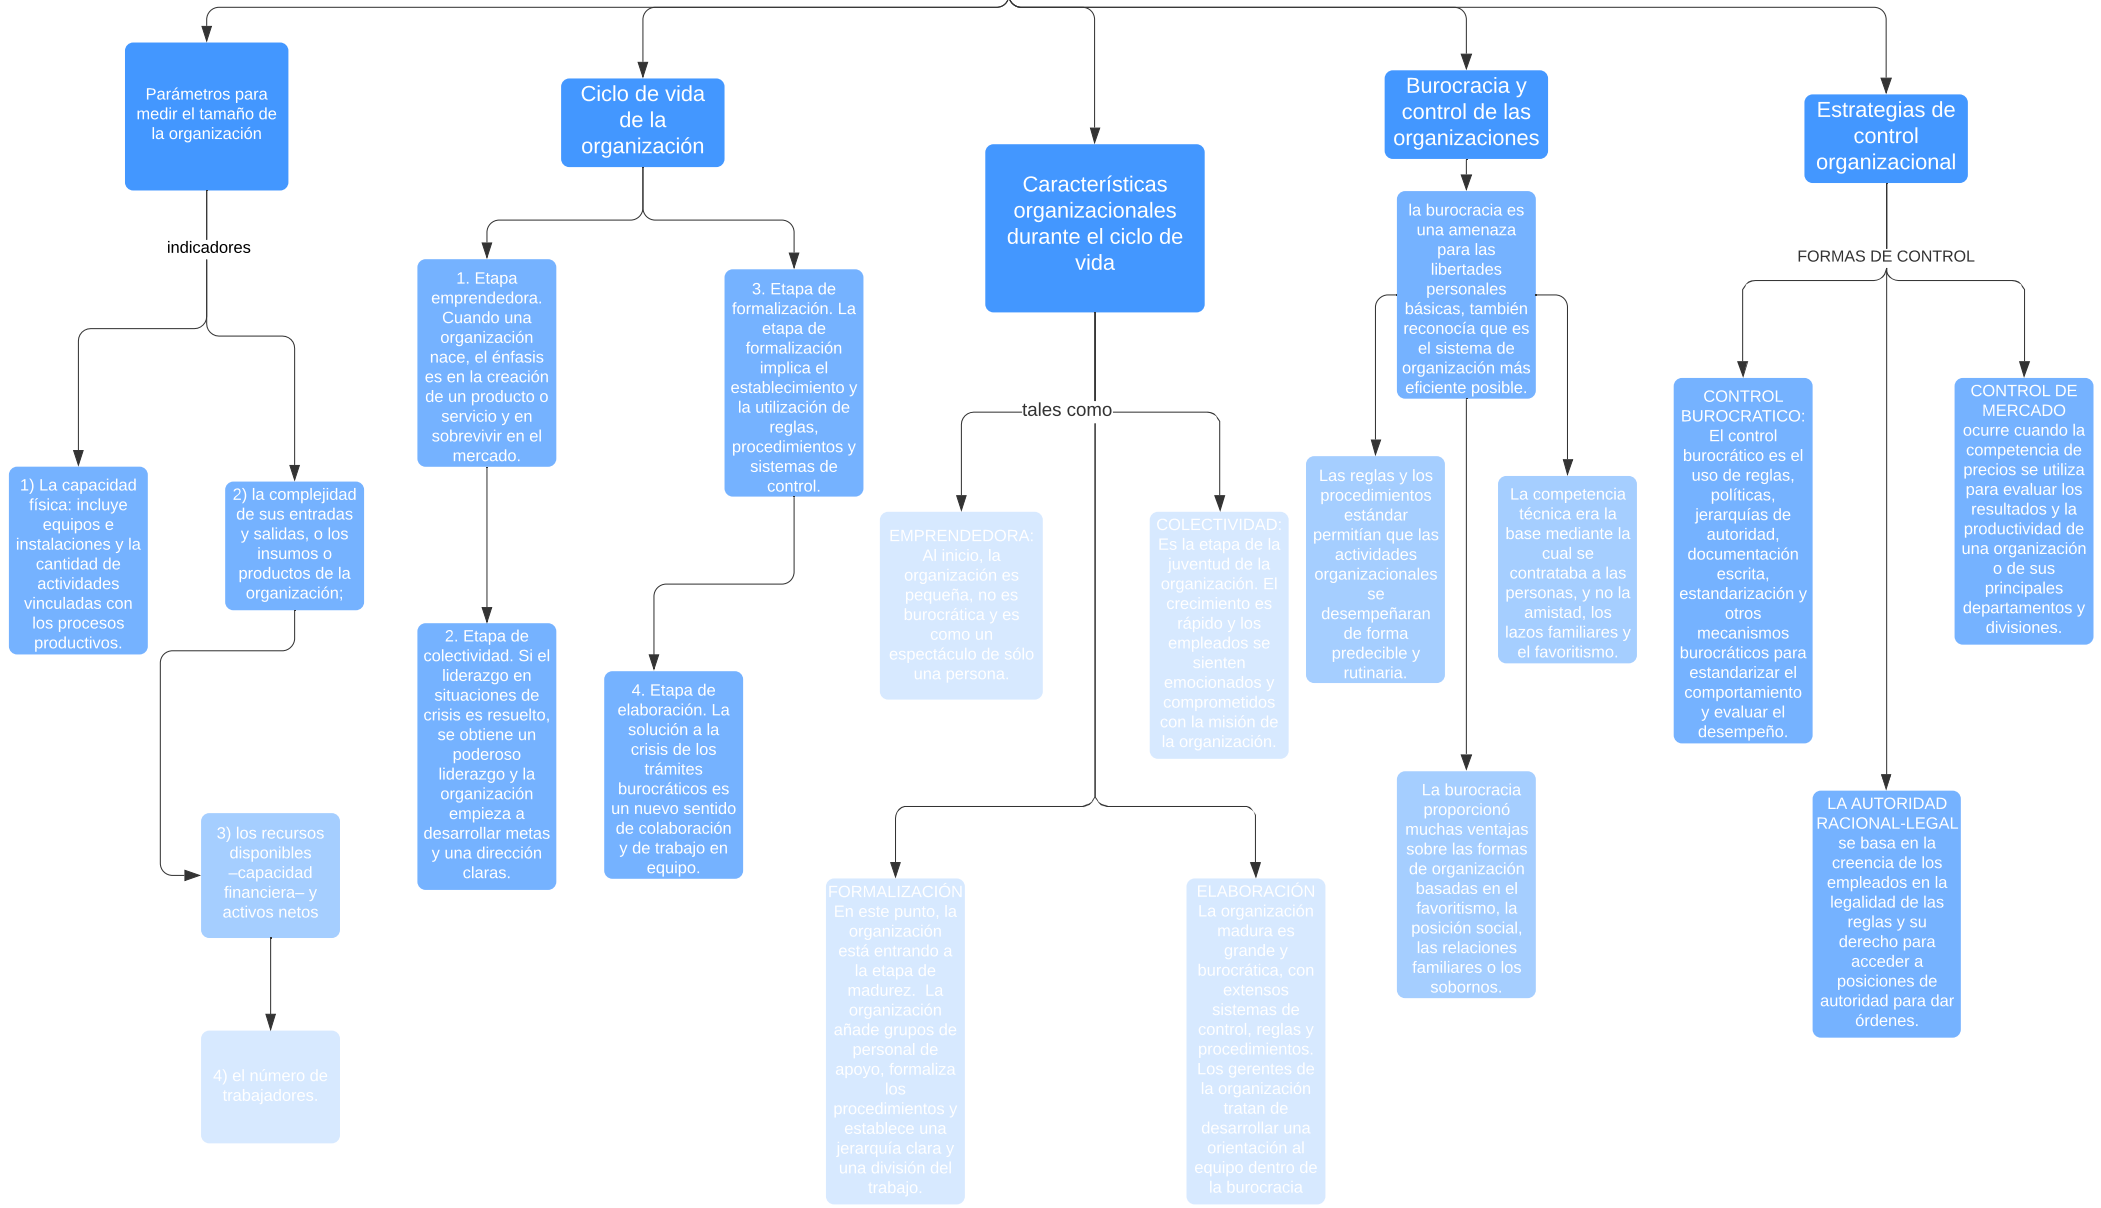 Parámetros para
medir el tamaño de
la organización
indicadores
1) La capacidad
física: incluye
equipos e
instalaciones y la
cantidad de
actividades
vinculadas con
los procesos
productivos.
2) la complejidad
de sus entradas
y salidas, o los
insumos o
productos de la
organización;
3) los recursos
disponibles
–capacidad
financiera– y
activos netos
4) el número de
trabajadores.
Ciclo de vida
de la
organización
1. Etapa
emprendedora.
Cuando una
organización
nace, el énfasis
es en la creación
de un producto o
servicio y en
sobrevivir en el
mercado.
2. Etapa de
colectividad. Si el
liderazgo en
situaciones de
crisis es resuelto,
se obtiene un
poderoso
liderazgo y la
organización
empieza a
desarrollar metas
y una dirección
claras.
3. Etapa de
formalización. La
etapa de
formalización
implica el
establecimiento y
la utilización de
reglas,
procedimientos y
sistemas de
control.
4. Etapa de
elaboración. La
solución a la
crisis de los
trámites
burocráticos es
un nuevo sentido
de colaboración
y de trabajo en
equipo.
Características
organizacionales
durante el ciclo de
vida
tales como
EMPRENDEDORA:
Al inicio, la
organización es
pequeña, no es
burocrática y es
como un
espectáculo de sólo
una persona.
COLECTIVIDAD:
Es la etapa de la
juventud de la
organización. El
crecimiento es
rápido y los
empleados se
sienten
emocionados y
comprometidos
con la misión de
la organización.
FORMALIZACIÓN
En este punto, la
organización
está entrando a
la etapa de
madurez. La
organización
añade grupos de
personal de
apoyo, formaliza
los
procedimientos y
establece una
jerarquía clara y
una división del
trabajo.
ELABORACIÓN
La organización
madura es
grande y
burocrática, con
extensos
sistemas de
control, reglas y
procedimientos.
Los gerentes de
la organización
tratan de
desarrollar una
orientación al
equipo dentro de
la burocracia
Burocracia y
control de las
organizaciones
la burocracia es
una amenaza
para las
libertades
personales
básicas, también
reconocía que es
el sistema de
organización más
eficiente posible.
Las reglas y los
procedimientos
estándar
permitían que las
actividades
organizacionales
se
desempeñaran
de forma
predecible y
rutinaria.
La competencia
técnica era la
base mediante la
cual se
contrataba a las
personas, y no la
amistad, los
lazos familiares y
el favoritismo.
La burocracia
proporcionó
muchas ventajas
sobre las formas
de organización
basadas en el
favoritismo, la
posición social,
las relaciones
familiares o los
sobornos.
Estrategias de
control
organizacional
FORMAS DE CONTROL
CONTROL
BUROCRATICO:
El control
burocrático es el
uso de reglas,
políticas,
jerarquías de
autoridad,
documentación
escrita,
estandarización y
otros
mecanismos
burocráticos para
estandarizar el
comportamiento
y evaluar el
desempeño.
CONTROL DE
MERCADO
ocurre cuando la
competencia de
precios se utiliza
para evaluar los
resultados y la
productividad de
una organización
o de sus
principales
departamentos y
divisiones.
LA AUTORIDAD
RACIONAL-LEGAL
se basa en la
creencia de los
empleados en la
legalidad de las
reglas y su
derecho para
acceder a
posiciones de
autoridad para dar
órdenes.